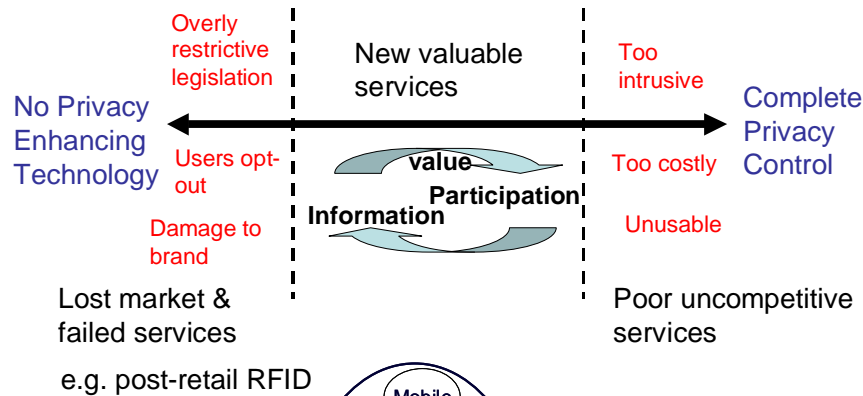 Overly
restrictive
legislation
New valuable
services
Too
intrusive
No Privacy
Enhancing
Technology
Complete
Privacy
Control
Users opt-
out
value
Participation
Information
Too costly
Damage to
brand
Unusable
Lost market &
failed services
Poor uncompetitive
services
e.g. post-retail RFID
Mobile